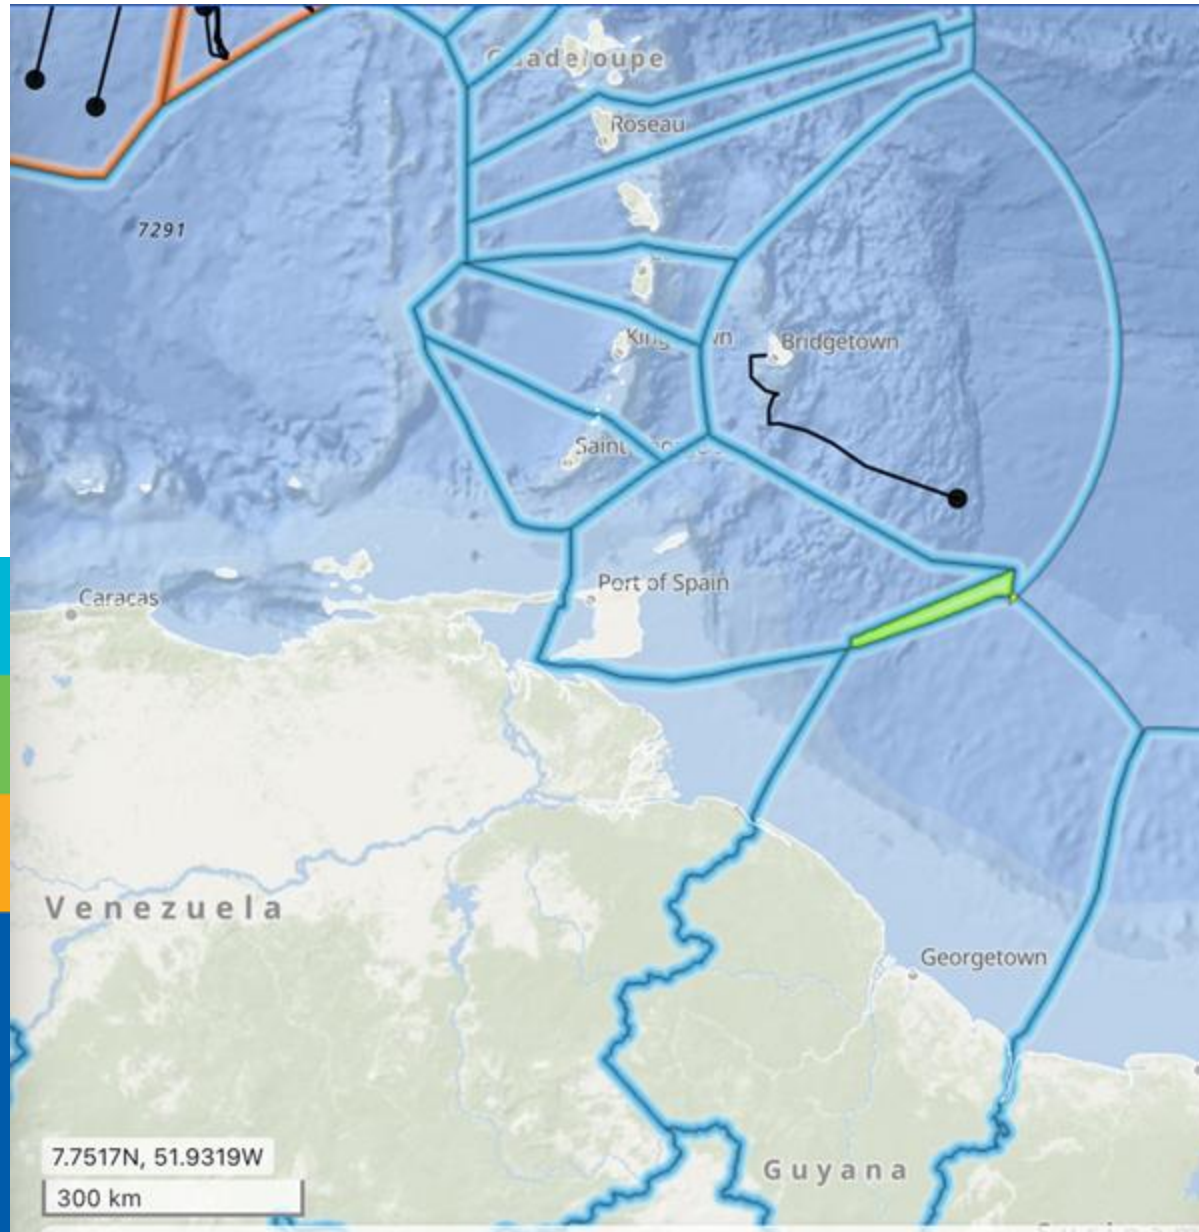 Guadeloupe
Roseau
7291
Bridgetown
Port of Spain
Caracas
Venezuela
Georgetown
7.7517N, 51.9319W
300 km
Guyana